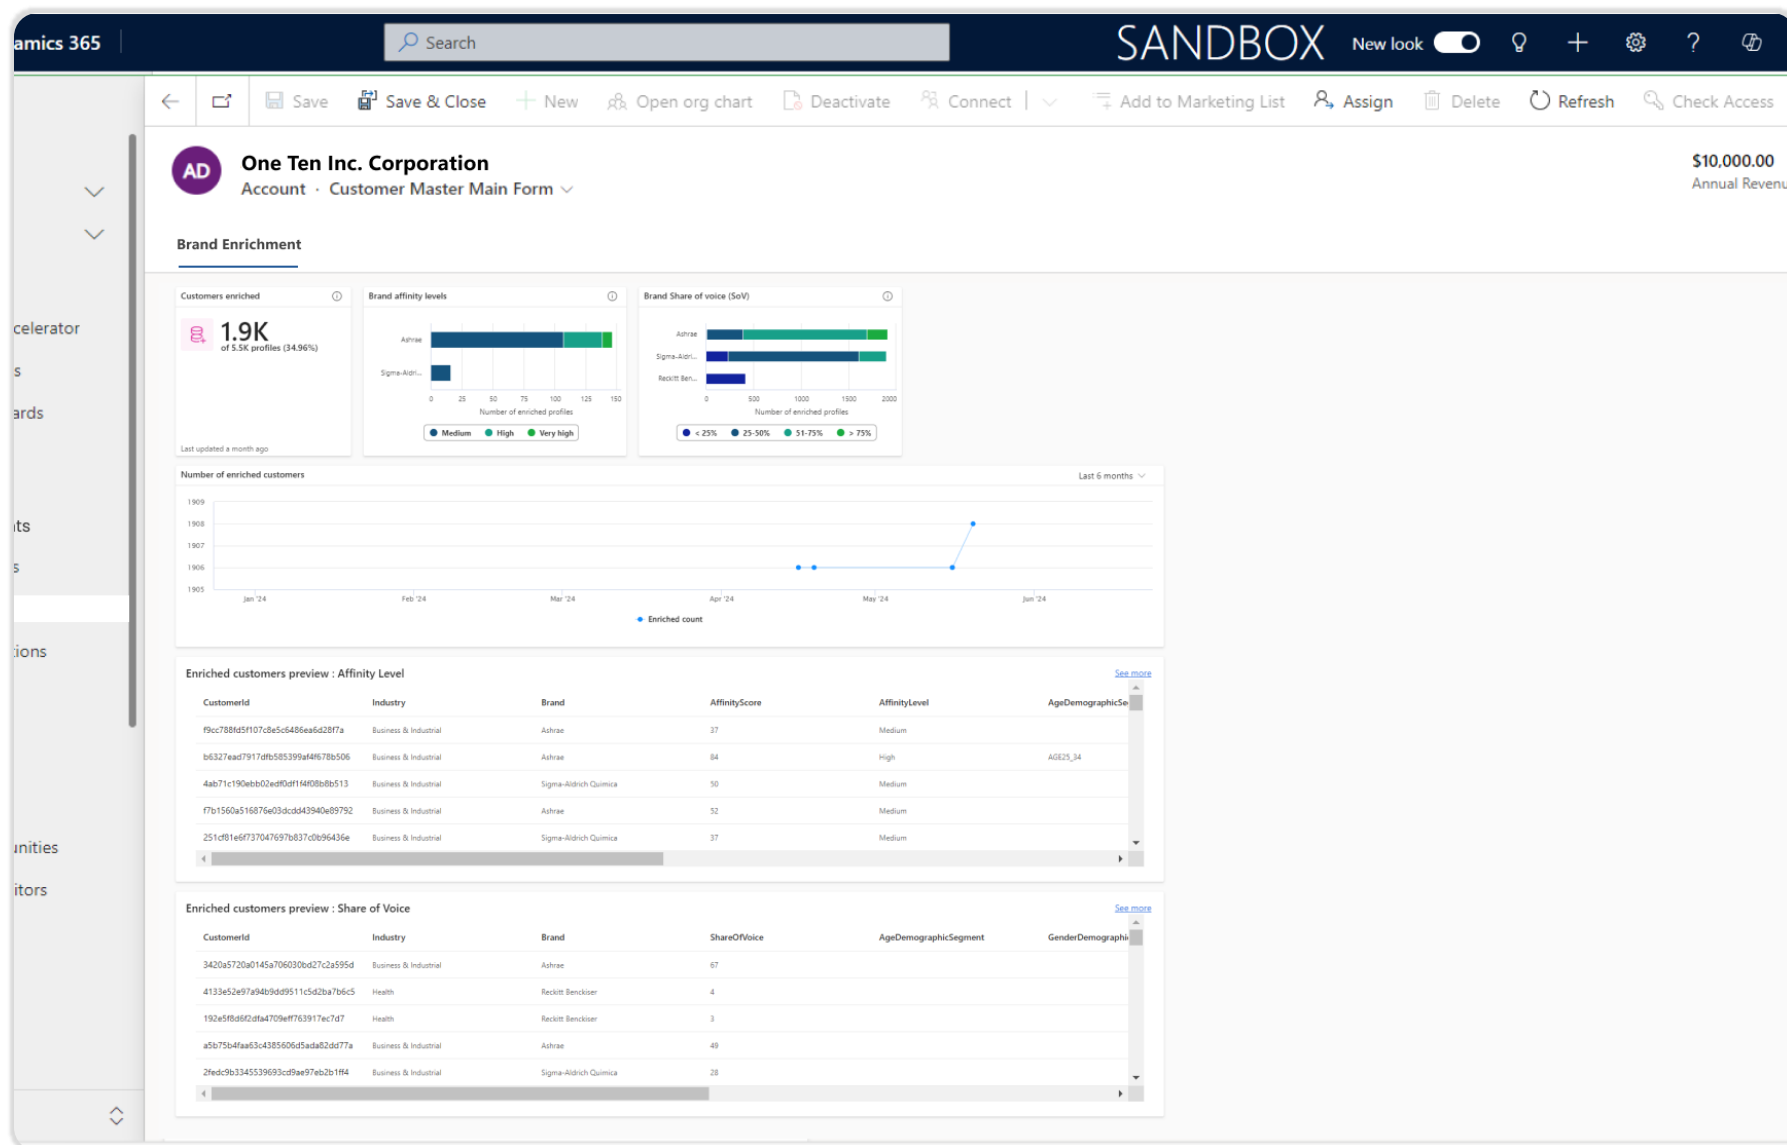 amics 365
Search
SANDBOX
New look
Save
Save & Close
New
Open org chart
Deactivate
Connect
Add to Marketing List
Assign
Delete
Refresh
Check Access
AD
One Ten Inc. Corporation
Account · Customer Master Main Form
$10,000.00
Annual Revenu
Brand Enrichment
celerator
s
ards
its
s
ions
unities
itors
Customers enriched
1.9K
of 5.5K profiles (34.96%)
Last updated a month ago
Brand affinity levels
Ashrae
Sigma-Aldri...
0 25 50 75 100 125 150
Number of enriched profiles
Medium High Very high
Brand Share of voice (SoV)
Ashrae
Sigma-Aldri...
Reckitt Ben...
0 500 1000 1500 2000
Number of enriched profiles
< 25% 25-50% 51-75% > 75%
Number of enriched customers
Last 6 months
1909
1908
1907
1906
1905
Jan '24 Feb '24 Mar '24 Apr '24 May '24 Jun '24
Enriched count
Enriched customers preview : Affinity Level
See more
CustomerId Industry Brand AffinityScore AffinityLevel AgeDemographicSe
f9cc788fd5f107c8e5c6486ea6d28f7a Business & Industrial Ashrae 37 Medium
b6327ead7917dfb585399af4f678b506 Business & Industrial Ashrae 84 High AGE25_34
4ab71c190ebb02edf0df1f4f08b8b513 Business & Industrial Sigma-Aldrich Quimica 50 Medium
f7b1560a516876e03dcdd43940e89792 Business & Industrial Ashrae 52 Medium
251cf81e6f737047697b837c0b96436e Business & Industrial Sigma-Aldrich Quimica 37 Medium
Enriched customers preview : Share of Voice
See more
CustomerId Industry Brand ShareOfVoice AgeDemographicSegment GenderDemographi
3420a5720a0145a706030bd27c2a595d Business & Industrial Ashrae 67
4133e52e97a94b9dd9511c5d2ba7b6c5 Health Reckitt Benckiser 4
192e5f8d6f2dfa4709eff763917ec7d7 Health Reckitt Benckiser 3
a5b75b4faa63c4385606d5ada82dd77a Business & Industrial Ashrae 49
2fedc9b3345539693cd9ae97eb2b1ff4 Business & Industrial Sigma-Aldrich Quimica 28